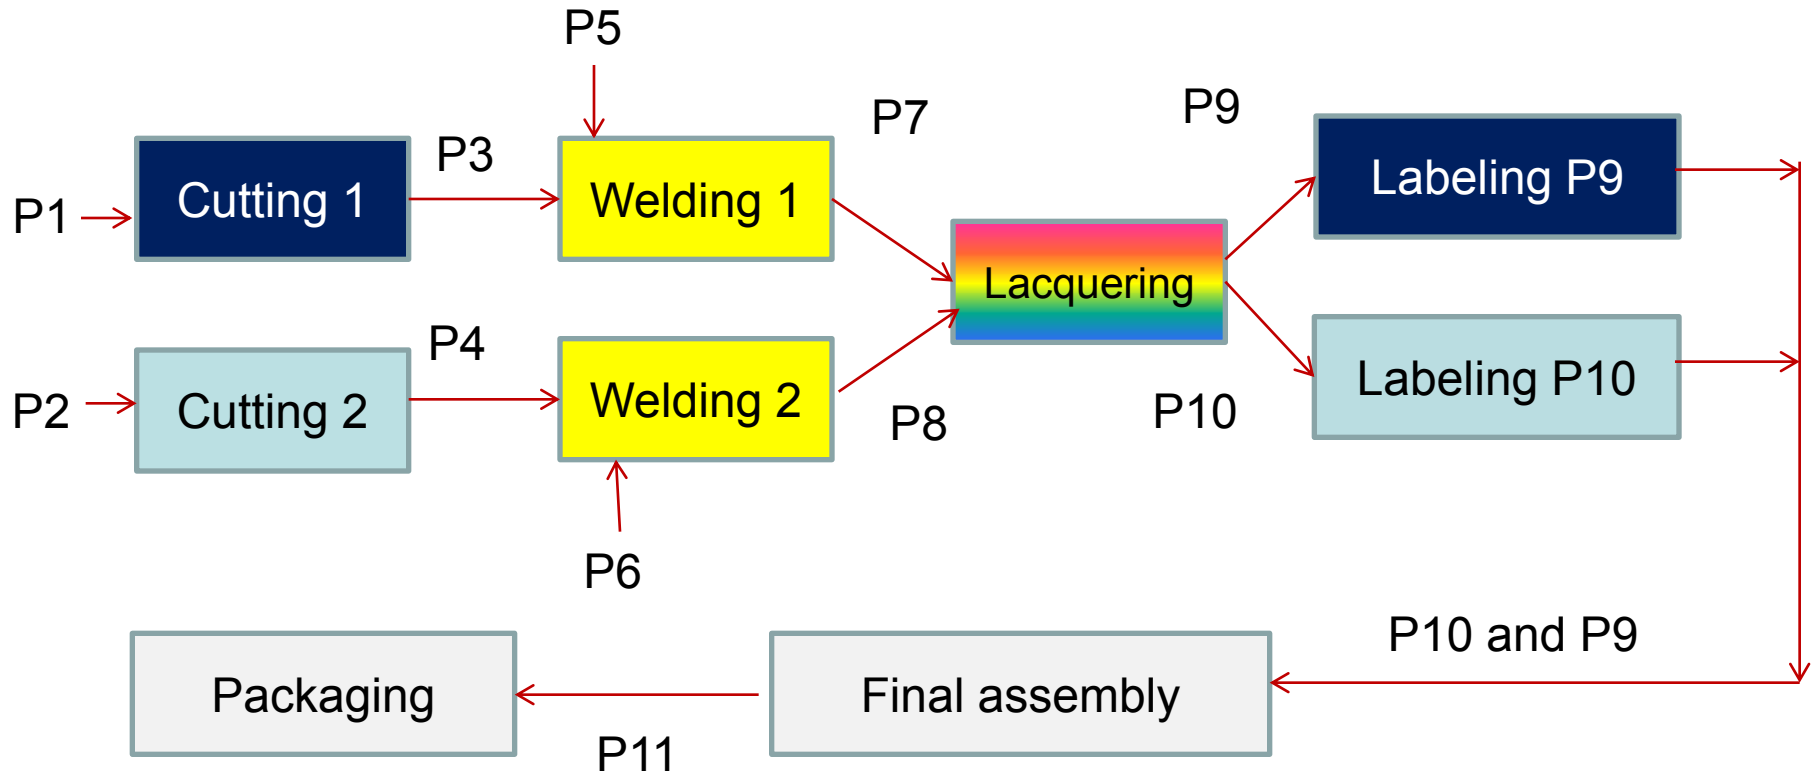 P5
P7
P9
P3
Cutting 1
Welding 1
Labeling P9
P1
Lacquering
P4
P2
Cutting 2
Welding 2
P8
P10
Labeling P10
P6
P10 and P9
Packaging
Final assembly
P11